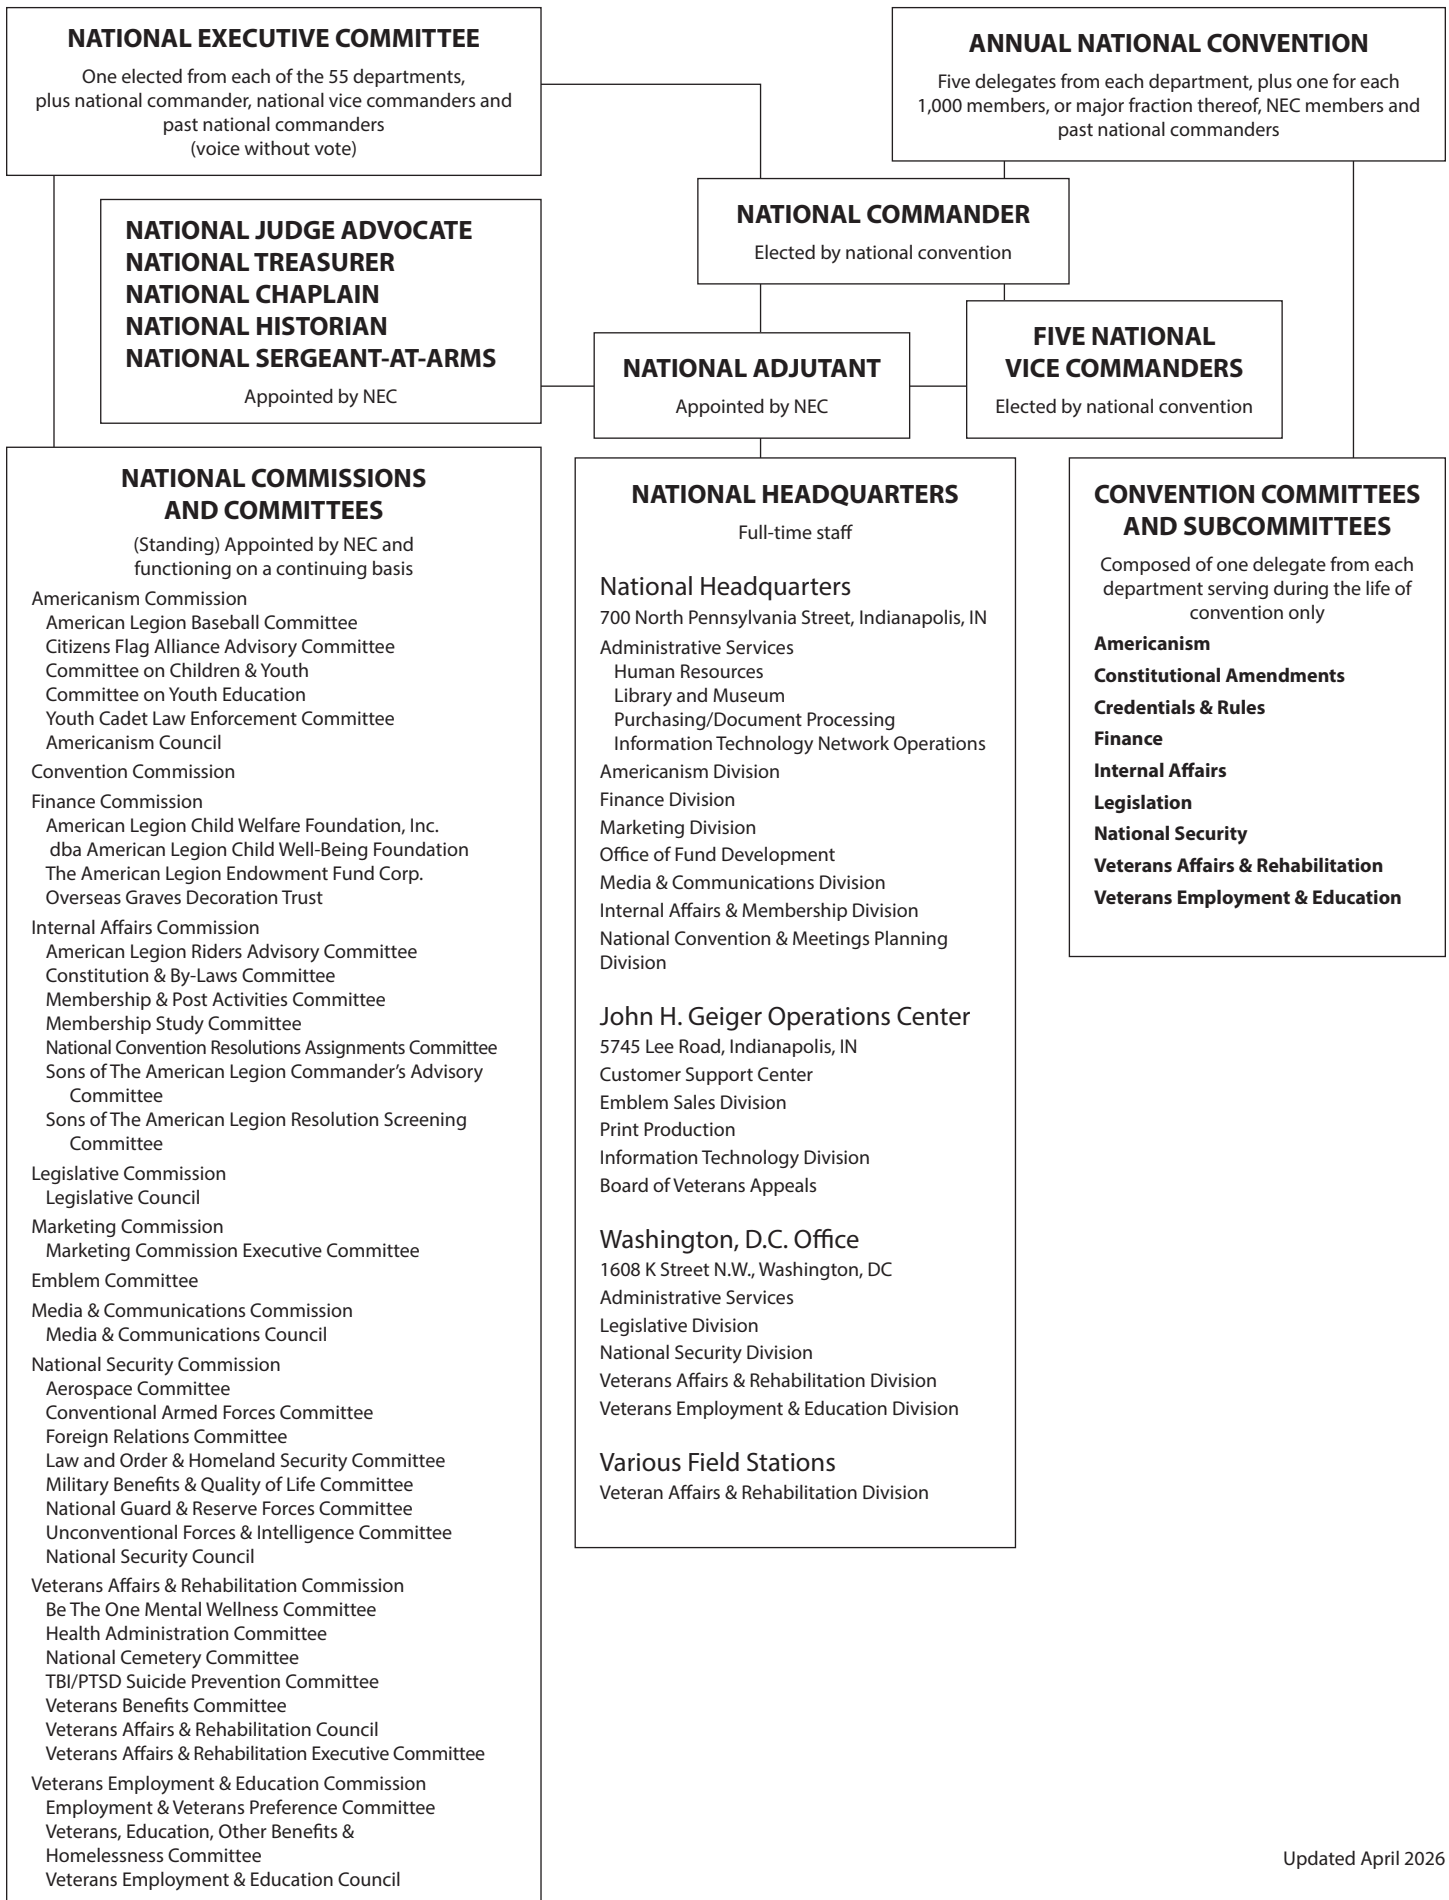 NATIONAL EXECUTIVE COMMITTEE
One elected from each of the 55 departments,
plus national commander, national vice commanders and
past national commanders
(voice without vote)
ANNUAL NATIONAL CONVENTION
Five delegates from each department, plus one for each
1,000 members, or major fraction thereof, NEC members and
past national commanders
NATIONAL COMMANDER
Elected by national convention
NATIONAL JUDGE ADVOCATE
NATIONAL TREASURER
NATIONAL CHAPLAIN
NATIONAL HISTORIAN
NATIONAL SERGEANT-AT-ARMS
Appointed by NEC
NATIONAL ADJUTANT
Appointed by NEC
FIVE NATIONAL
VICE COMMANDERS
Elected by national convention
NATIONAL COMMISSIONS
AND COMMITTEES
(Standing) Appointed by NEC and
functioning on a continuing basis
Americanism Commission
American Legion Baseball Committee
Citizens Flag Alliance Advisory Committee
Committee on Children & Youth
Committee on Youth Education
Youth Cadet Law Enforcement Committee
Americanism Council
Convention Commission
Finance Commission
American Legion Child Welfare Foundation, Inc.
dba American Legion Child Well-Being Foundation
The American Legion Endowment Fund Corp.
Overseas Graves Decoration Trust
Internal Affairs Commission
American Legion Riders Advisory Committee
Constitution & By-Laws Committee
Membership & Post Activities Committee
Membership Study Committee
National Convention Resolutions Assignments Committee
Sons of The American Legion Commander's Advisory
Committee
Sons of The American Legion Resolution Screening
Committee
Legislative Commission
Legislative Council
Marketing Commission
Marketing Commission Executive Committee
Emblem Committee
Media & Communications Commission
Media & Communications Council
National Security Commission
Aerospace Committee
Conventional Armed Forces Committee
Foreign Relations Committee
Law and Order & Homeland Security Committee
Military Benefits & Quality of Life Committee
National Guard & Reserve Forces Committee
Unconventional Forces & Intelligence Committee
National Security Council
Veterans Affairs & Rehabilitation Commission
Be The One Mental Wellness Committee
Health Administration Committee
National Cemetery Committee
TBI/PTSD Suicide Prevention Committee
Veterans Benefits Committee
Veterans Affairs & Rehabilitation Council
Veterans Affairs & Rehabilitation Executive Committee
Veterans Employment & Education Commission
Employment & Veterans Preference Committee
Veterans, Education, Other Benefits &
Homelessness Committee
Veterans Employment & Education Council
NATIONAL HEADQUARTERS
Full-time staff
National Headquarters
700 North Pennsylvania Street, Indianapolis, IN
Administrative Services
Human Resources
Library and Museum
Purchasing/Document Processing
Information Technology Network Operations
Americanism Division
Finance Division
Marketing Division
Office of Fund Development
Media & Communications Division
Internal Affairs & Membership Division
National Convention & Meetings Planning
Division
John H. Geiger Operations Center
5745 Lee Road, Indianapolis, IN
Customer Support Center
Emblem Sales Division
Print Production
Information Technology Division
Board of Veterans Appeals
Washington, D.C. Office
1608 K Street N.W., Washington, DC
Administrative Services
Legislative Division
National Security Division
Veterans Affairs & Rehabilitation Division
Veterans Employment & Education Division
Various Field Stations
Veteran Affairs & Rehabilitation Division
CONVENTION COMMITTEES
AND SUBCOMMITTEES
Composed of one delegate from each
department serving during the life of
convention only
Americanism
Constitutional Amendments
Credentials & Rules
Finance
Internal Affairs
Legislation
National Security
Veterans Affairs & Rehabilitation
Veterans Employment & Education
Updated April 2026